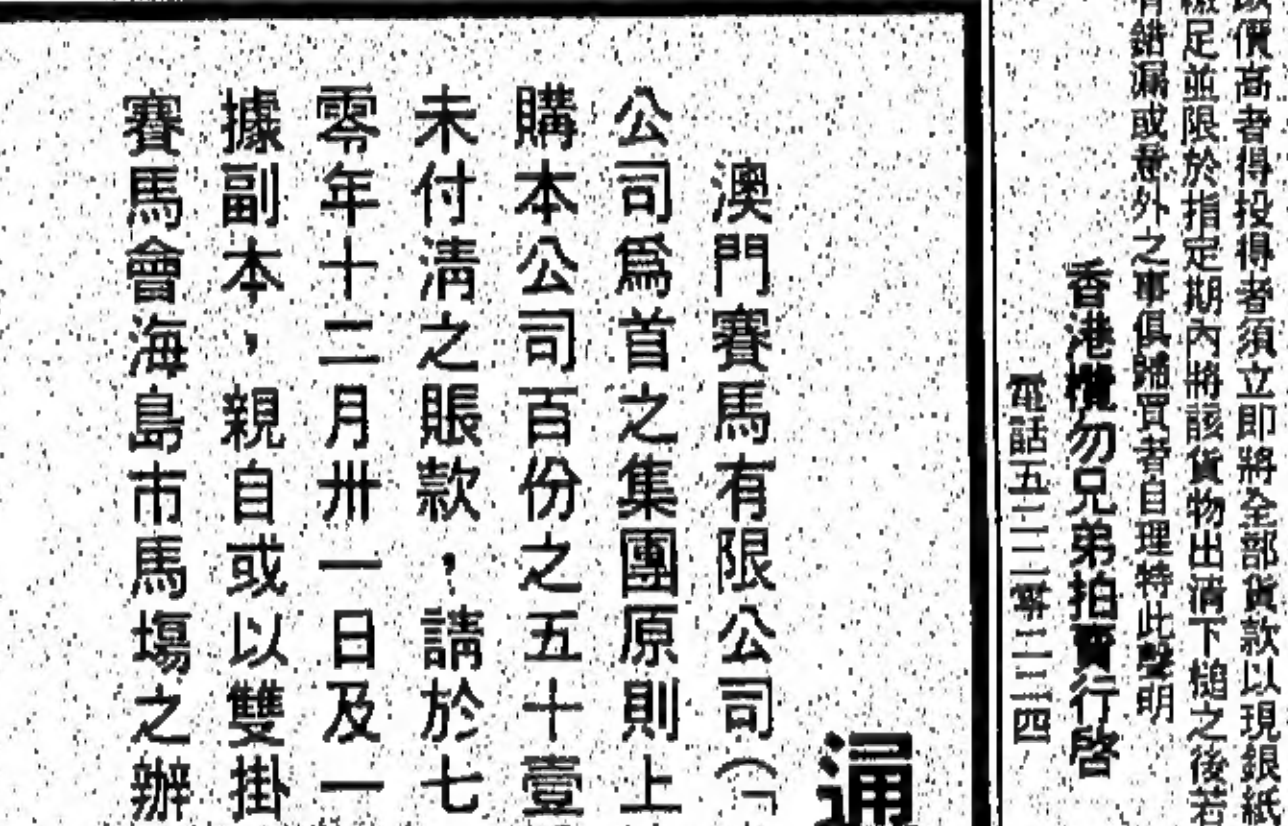 價高者得投得者須立即將全部貨款以現銀紙
足並限於指定期內將該貨物出清下槌之後若
有錯漏或意外之事俱歸買者自理特此聲明
香港欖勿兄弟拍賣行啓
電話五二二零三三四
通
澳門賽馬有限公司(「
公司爲首之集團原則上
購本公司百份之五十壹
未付清之賬款，請於七
零年十二月卅一日及一
據副本，親自或以雙掛
賽馬會海島市馬塲之辦